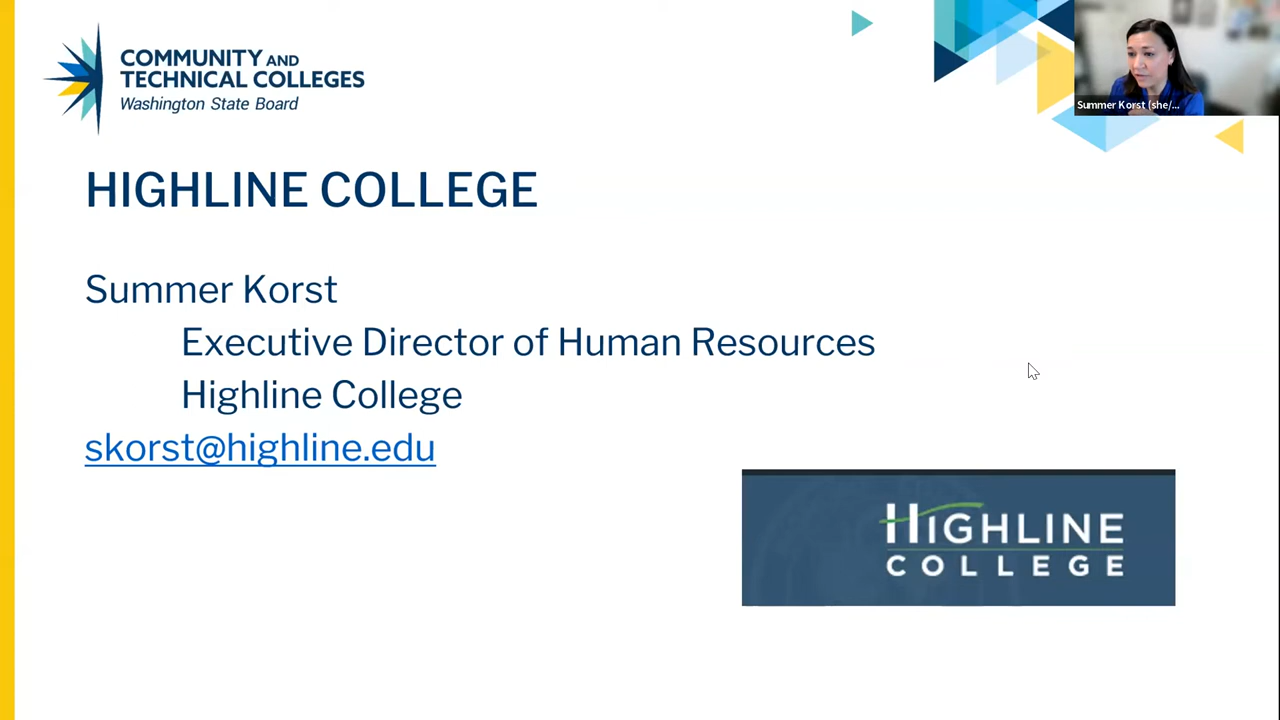 COMMUNITY AND
TECHNICAL COLLEGES
Washington State Board
Summer Korst (she/...
HIGHLINE COLLEGE
Summer Korst
Executive Director of Human Resources
Highline College
skorst@highline.edu
HIGHLINE
COLLEGE